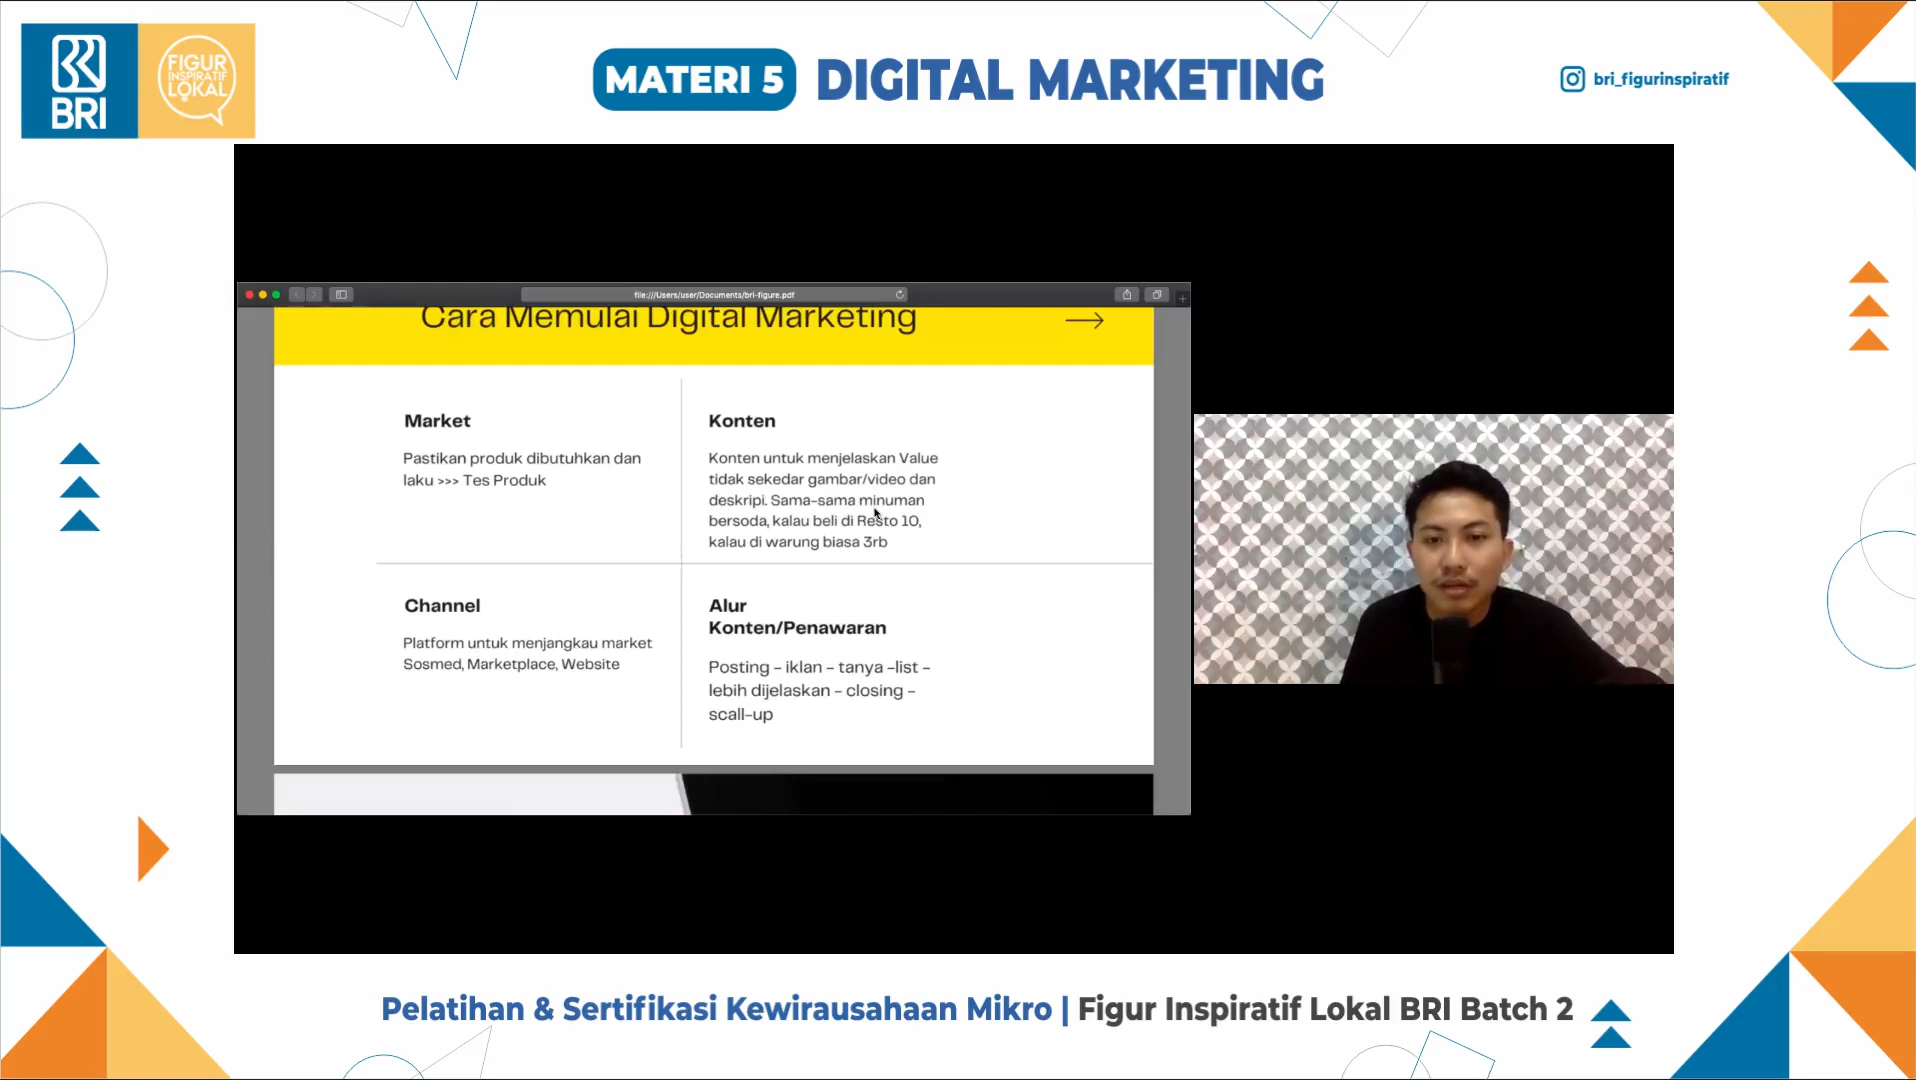 BRI
FIGUR
INSPIRATIF
LOKAL
MATERI 5
DIGITAL MARKETING
bri_figurinspiratif
file:///Users/user/Documents/bri-figure.pdf
Cara Memulai Digital Marketing
Market
Pastikan produk dibutuhkan dan
laku >>> Tes Produk
Konten
Konten untuk menjelaskan Value
tidak sekedar gambar/video dan
deskripsi. Sama-sama minuman
bersoda, kalau beli di Resto 10,
kalau di warung biasa 3rb
Channel
Platform untuk menjangkau market
Sosmed, Marketplace, Website
Alur
Konten/Penawaran
Posting - iklan - tanya -list -
lebih dijelaskan - closing -
scall-up
Pelatihan & Sertifikasi Kewirausahaan Mikro | Figur Inspiratif Lokal BRI Batch 2